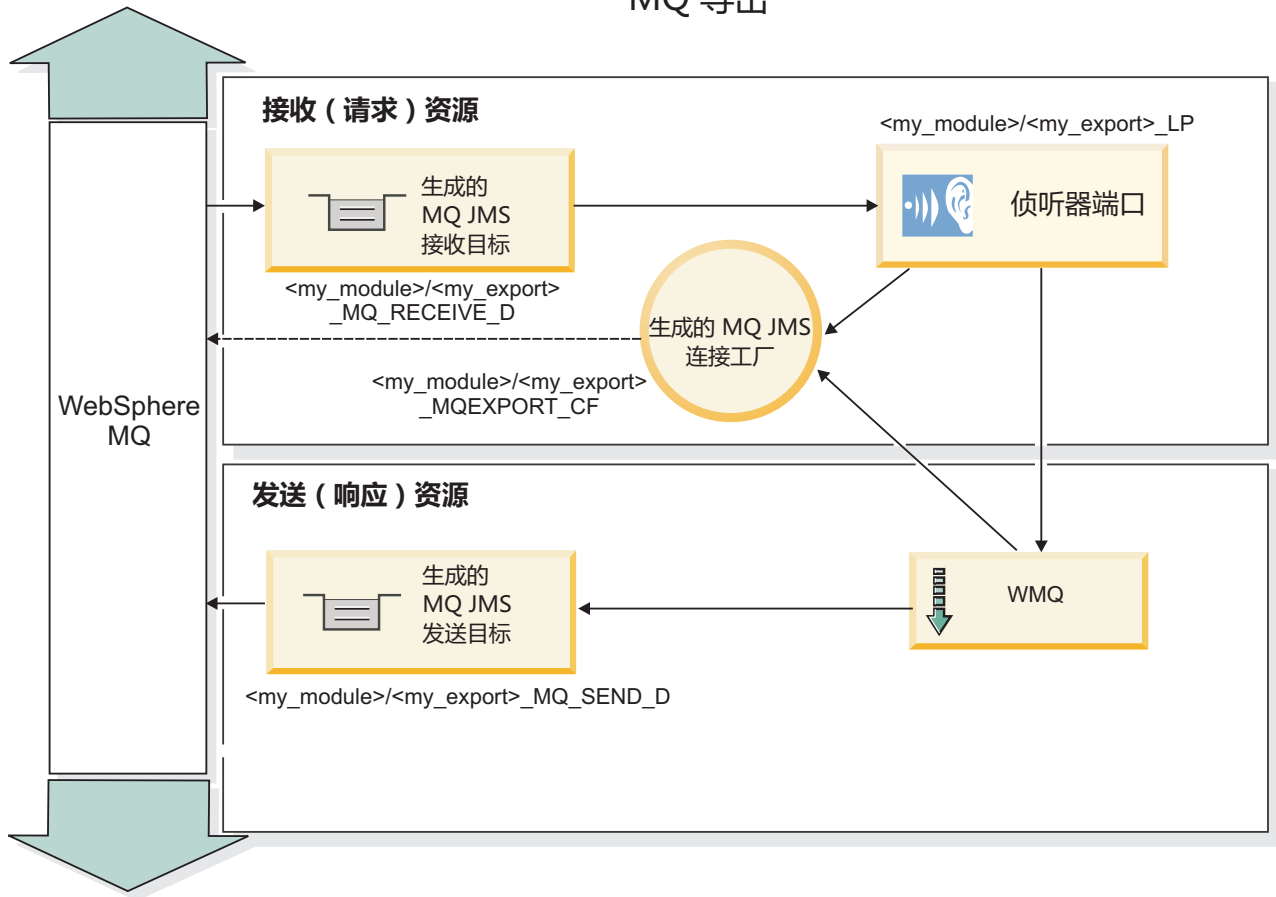 MQ 导出
接收（请求）资源
<my_module>/<my_export>_LP
生成的
MQ JMS
接收目标
侦听器端口
<my_module>/<my_export>
_MQ_RECEIVE_D
生成的 MQ JMS
连接工厂
<my_module>/<my_export>
_MQEXPORT_CF
WebSphere
MQ
发送（响应）资源
生成的
MQ JMS
发送目标
WMQ
<my_module>/<my_export>_MQ_SEND_D